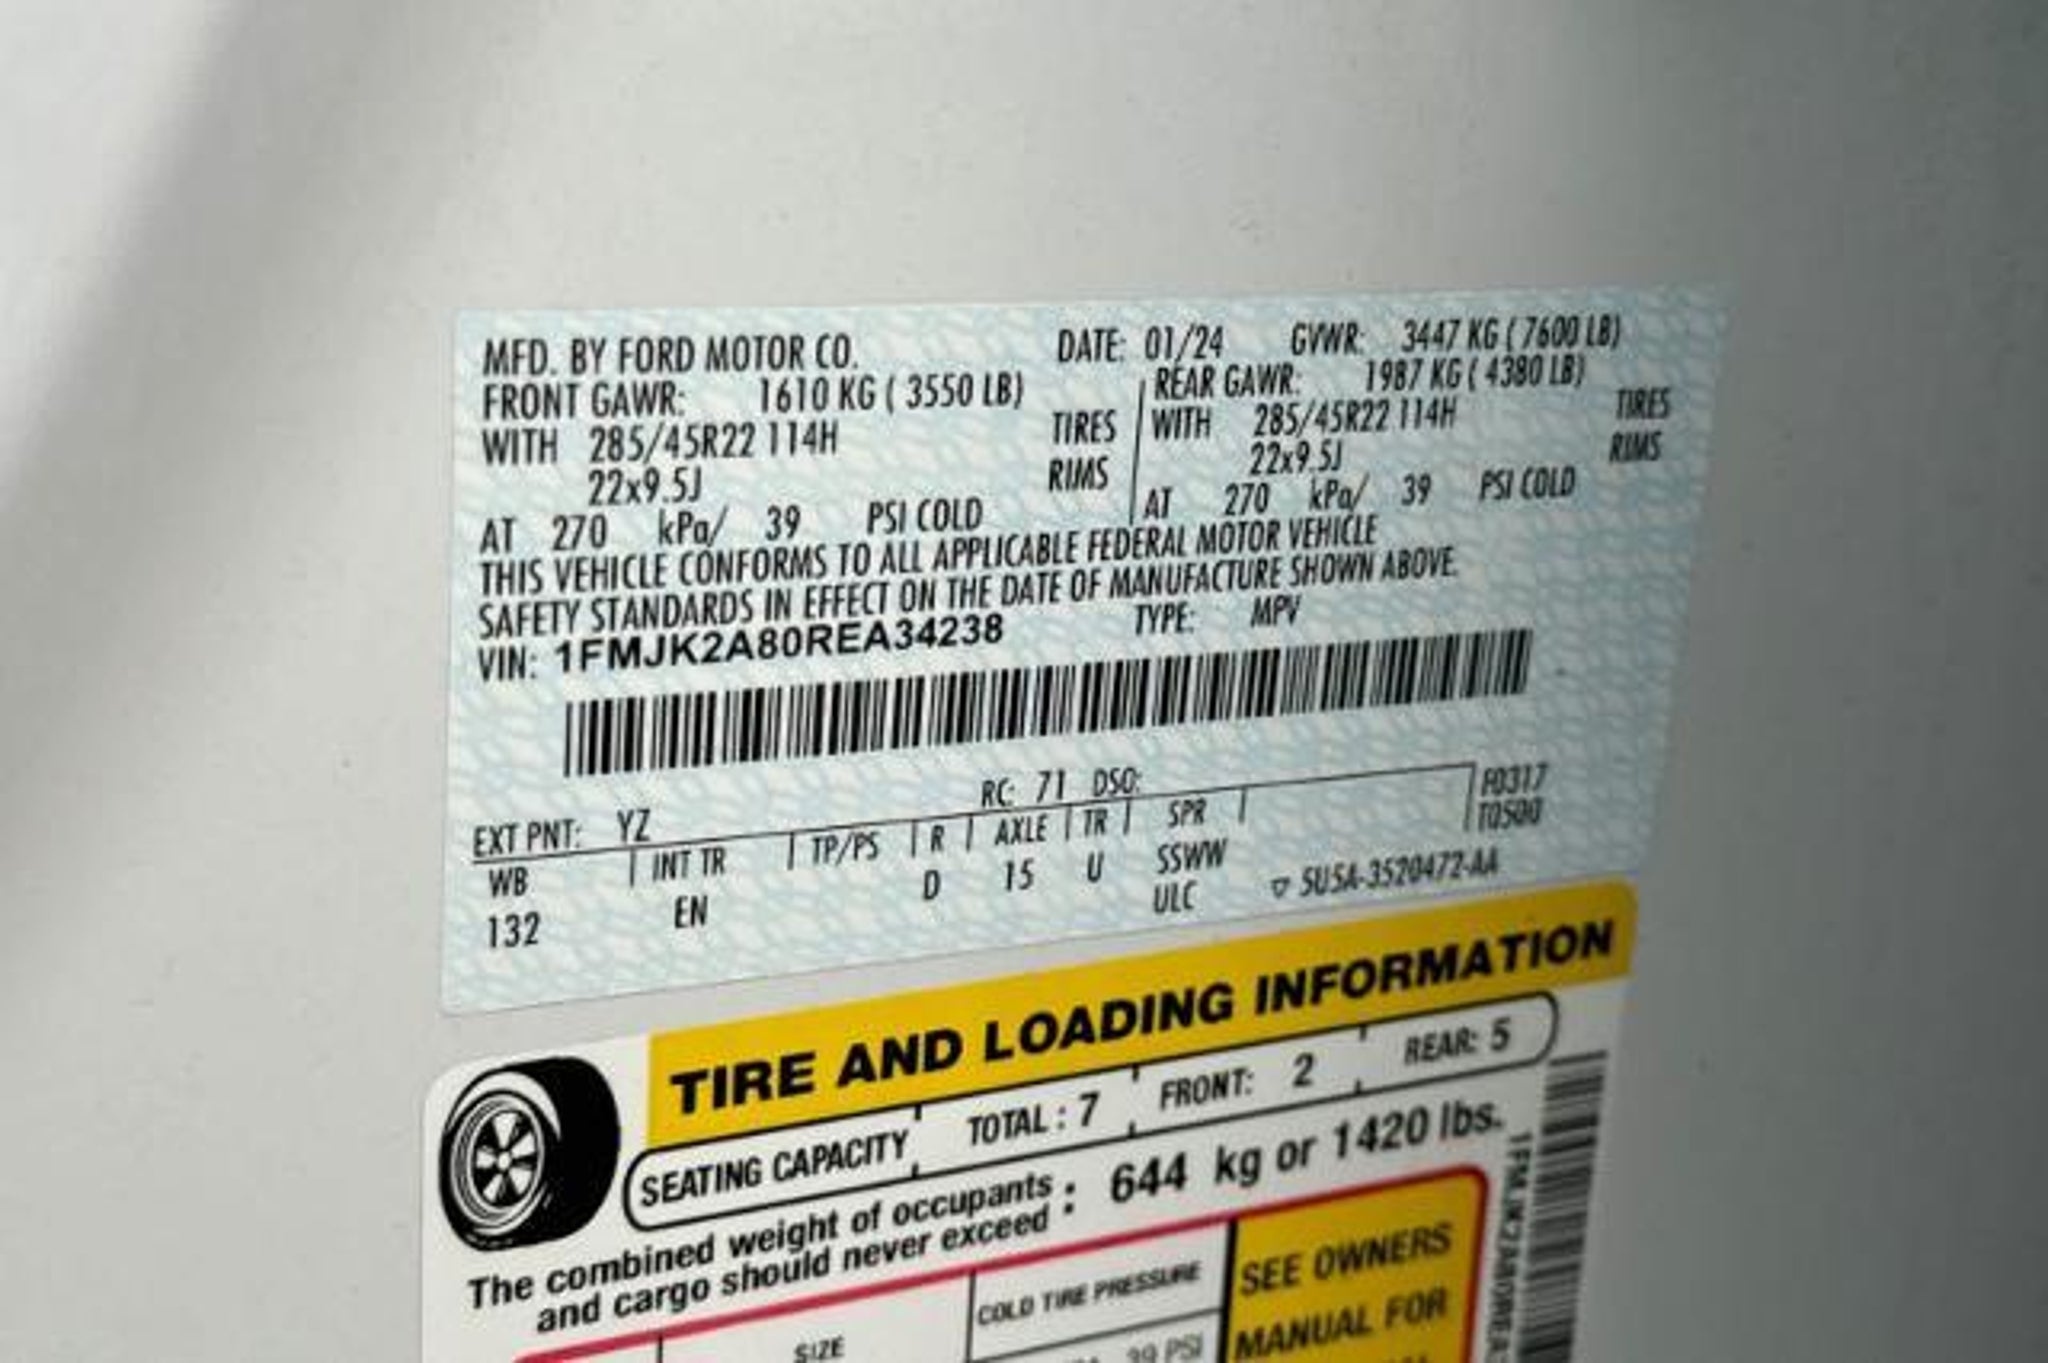 MFD. BY FORD MOTOR CO. DATE: 01/24 GVWR: 3447 KG ( 7600 LB)
FRONT GAWR: 1610 KG ( 3550 LB) REAR GAWR: 1987 KG ( 4380 LB)
WITH 285/45R22 114H TIRES WITH 285/45R22 114H TIRES
22x9.5J RIMS 22x9.5J RIMS
AT 270 kPa/ 39 PSI COLD AT 270 kPa/ 39 PSI COLD
THIS VEHICLE CONFORMS TO ALL APPLICABLE FEDERAL MOTOR VEHICLE
SAFETY STANDARDS IN EFFECT ON THE DATE OF MANUFACTURE SHOWN ABOVE.
VIN: 1FMJK2A80REA34238 TYPE: MPV
RC: 71 DSO: F0317
EXT PNT: YZ T0500
WB INT TR TP/PS R AXLE TR SPR
132 EN D 15 U SSWW
ULC 5U5A-3520472-AA
TIRE AND LOADING INFORMATION
SEATING CAPACITY TOTAL : 7 FRONT: 2 REAR: 5
The combined weight of occupants
and cargo should never exceed : 644 kg or 1420 lbs.
SIZE COLD TIRE PRESSURE SEE OWNERS
39 PSI MANUAL FOR